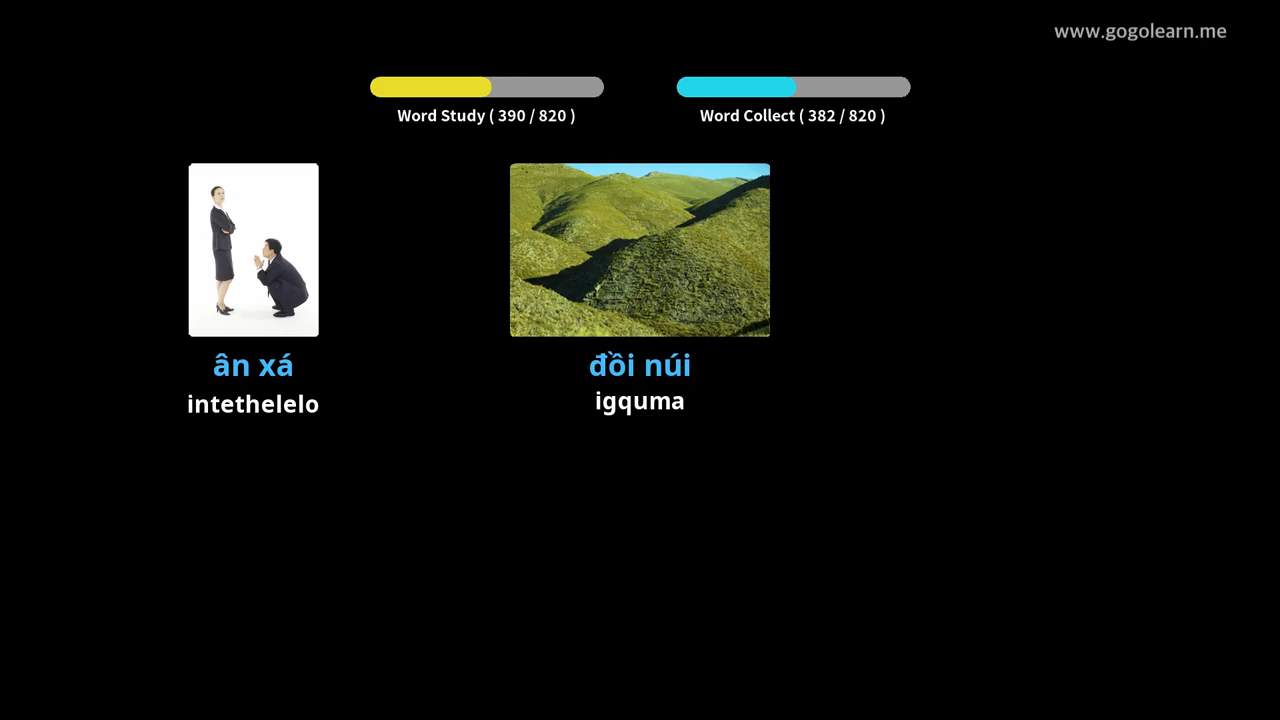 www.gogolearn.me
Word Study ( 390 / 820 )
Word Collect ( 382 / 820 )
ân xá
intethelelo
đồi núi
igquma